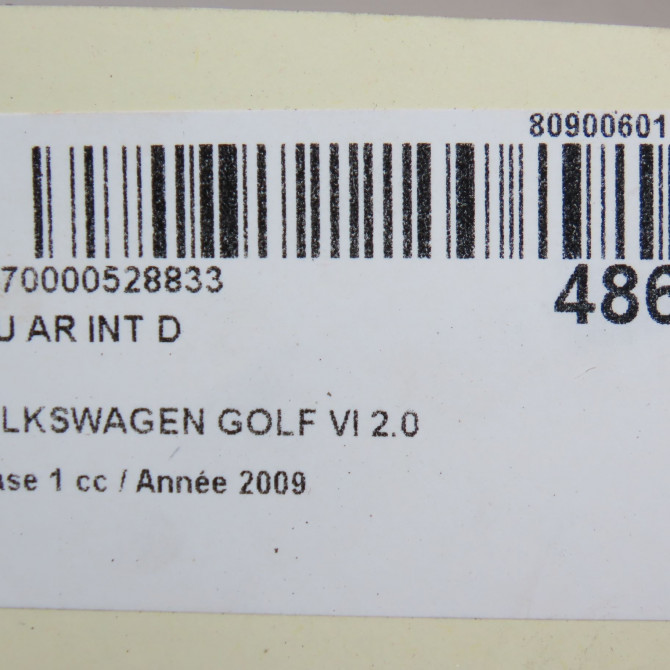 80900601
70000528833
486
U AR INT D
LKSWAGEN GOLF VI 2.0
ase 1 cc / Année 2009